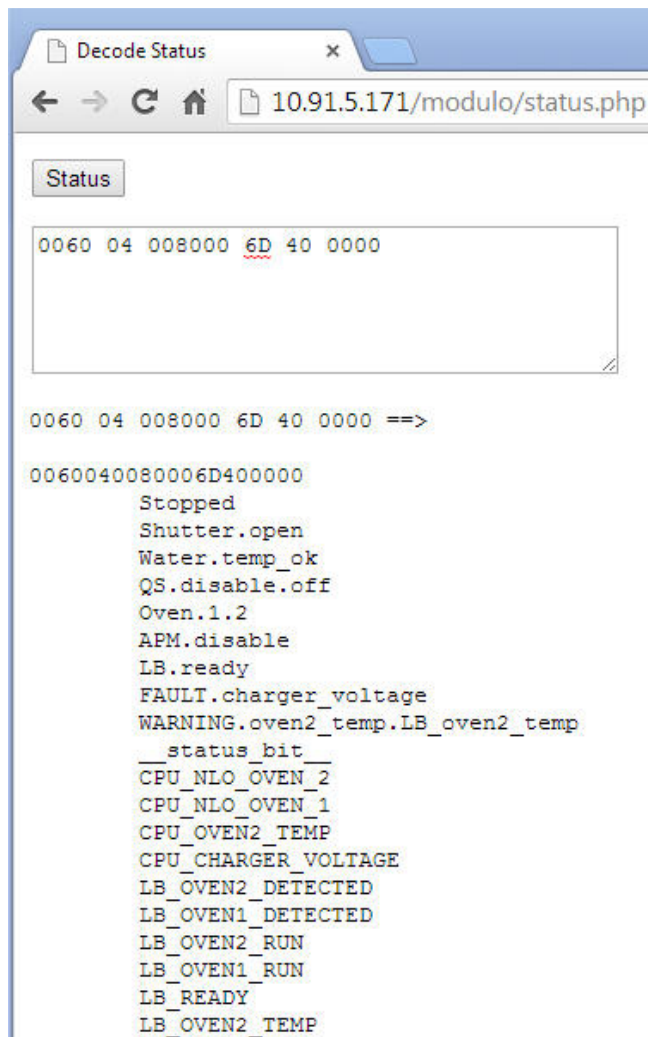 Decode Status
10.91.5.171/modulo/status.php
Status
0060 04 008000 6D 40 0000
0060 04 008000 6D 40 0000 ==>
0060040080006D400000
Stopped
Shutter.open
Water.temp_ok
QS.disable.off
Oven.1.2
APM.disable
LB.ready
FAULT.charger_voltage
WARNING.oven2_temp.LB_oven2_temp
__status_bit__
CPU_NLO_OVEN_2
CPU_NLO_OVEN_1
CPU_OVEN2_TEMP
CPU_CHARGER_VOLTAGE
LB_OVEN2_DETECTED
LB_OVEN1_DETECTED
LB_OVEN2_RUN
LB_OVEN1_RUN
LB_READY
LB_OVEN2_TEMP